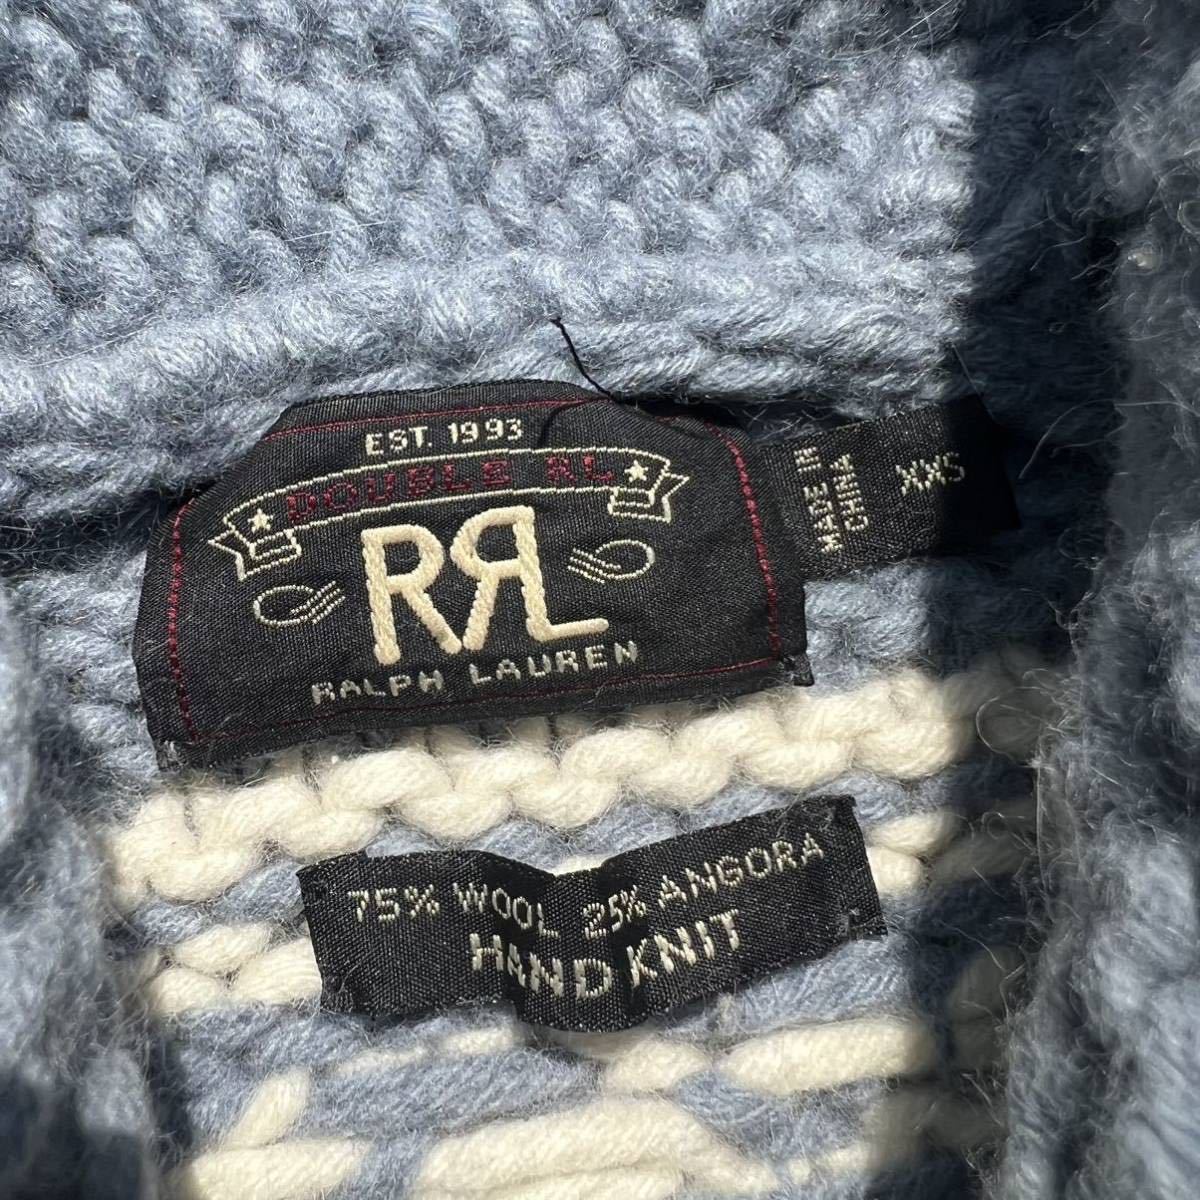 EST. 1993
DOUBLE RL
RRL
RALPH LAUREN
MADE IN
CHINA
XXS
75% WOOL 25% ANGORA
HAND KNIT